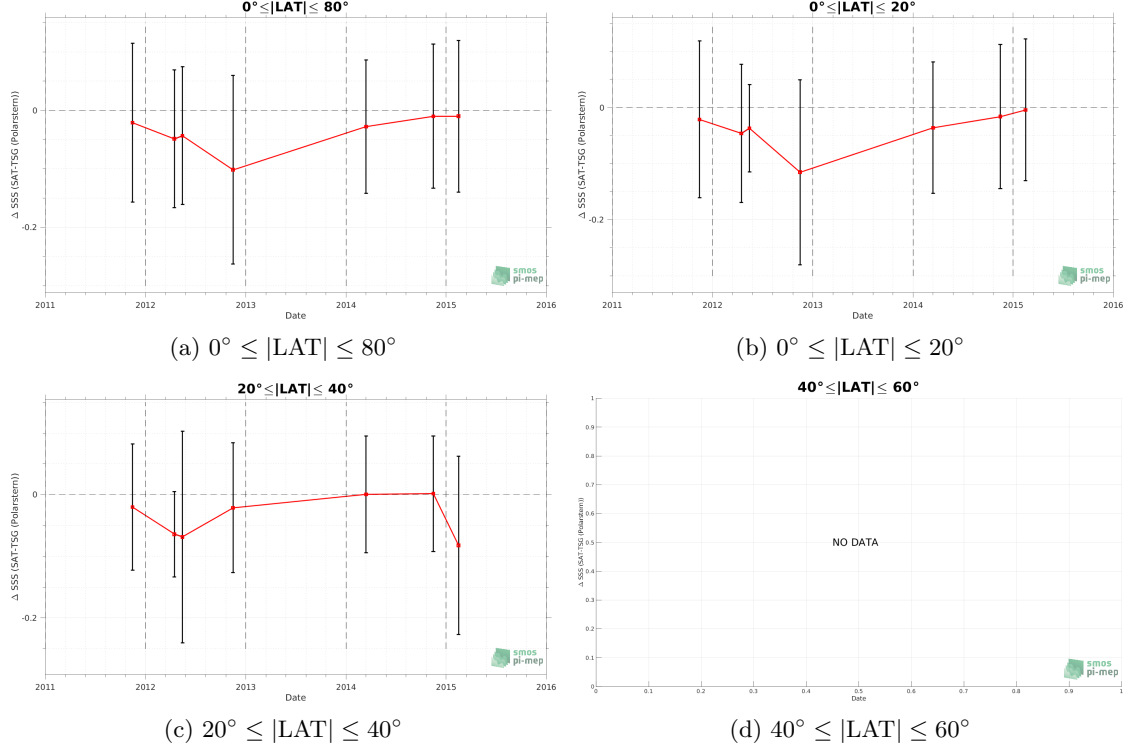 0°≤|LAT|≤ 80°
Δ SSS (SAT-TSG (Polarstern))
0
-0.2
2011 2012 2013 2014 2015 2016
Date
smos
pi-mep
(a) 0° ≤ |LAT| ≤ 80°
0°≤|LAT|≤ 20°
Δ SSS (SAT-TSG (Polarstern))
0
-0.2
2011 2012 2013 2014 2015 2016
Date
smos
pi-mep
(b) 0° ≤ |LAT| ≤ 20°
20°≤|LAT|≤ 40°
Δ SSS (SAT-TSG (Polarstern))
0
-0.2
2011 2012 2013 2014 2015 2016
Date
smos
pi-mep
(c) 20° ≤ |LAT| ≤ 40°
40°≤|LAT|≤ 60°
Δ SSS (SAT-TSG (Polarstern))
1
0.9
0.8
0.7
0.6
0.5
0.4
0.3
0.2
0.1
0
NO DATA
0 0.1 0.2 0.3 0.4 0.5 0.6 0.7 0.8 0.9 1
Date
smos
pi-mep
(d) 40° ≤ |LAT| ≤ 60°